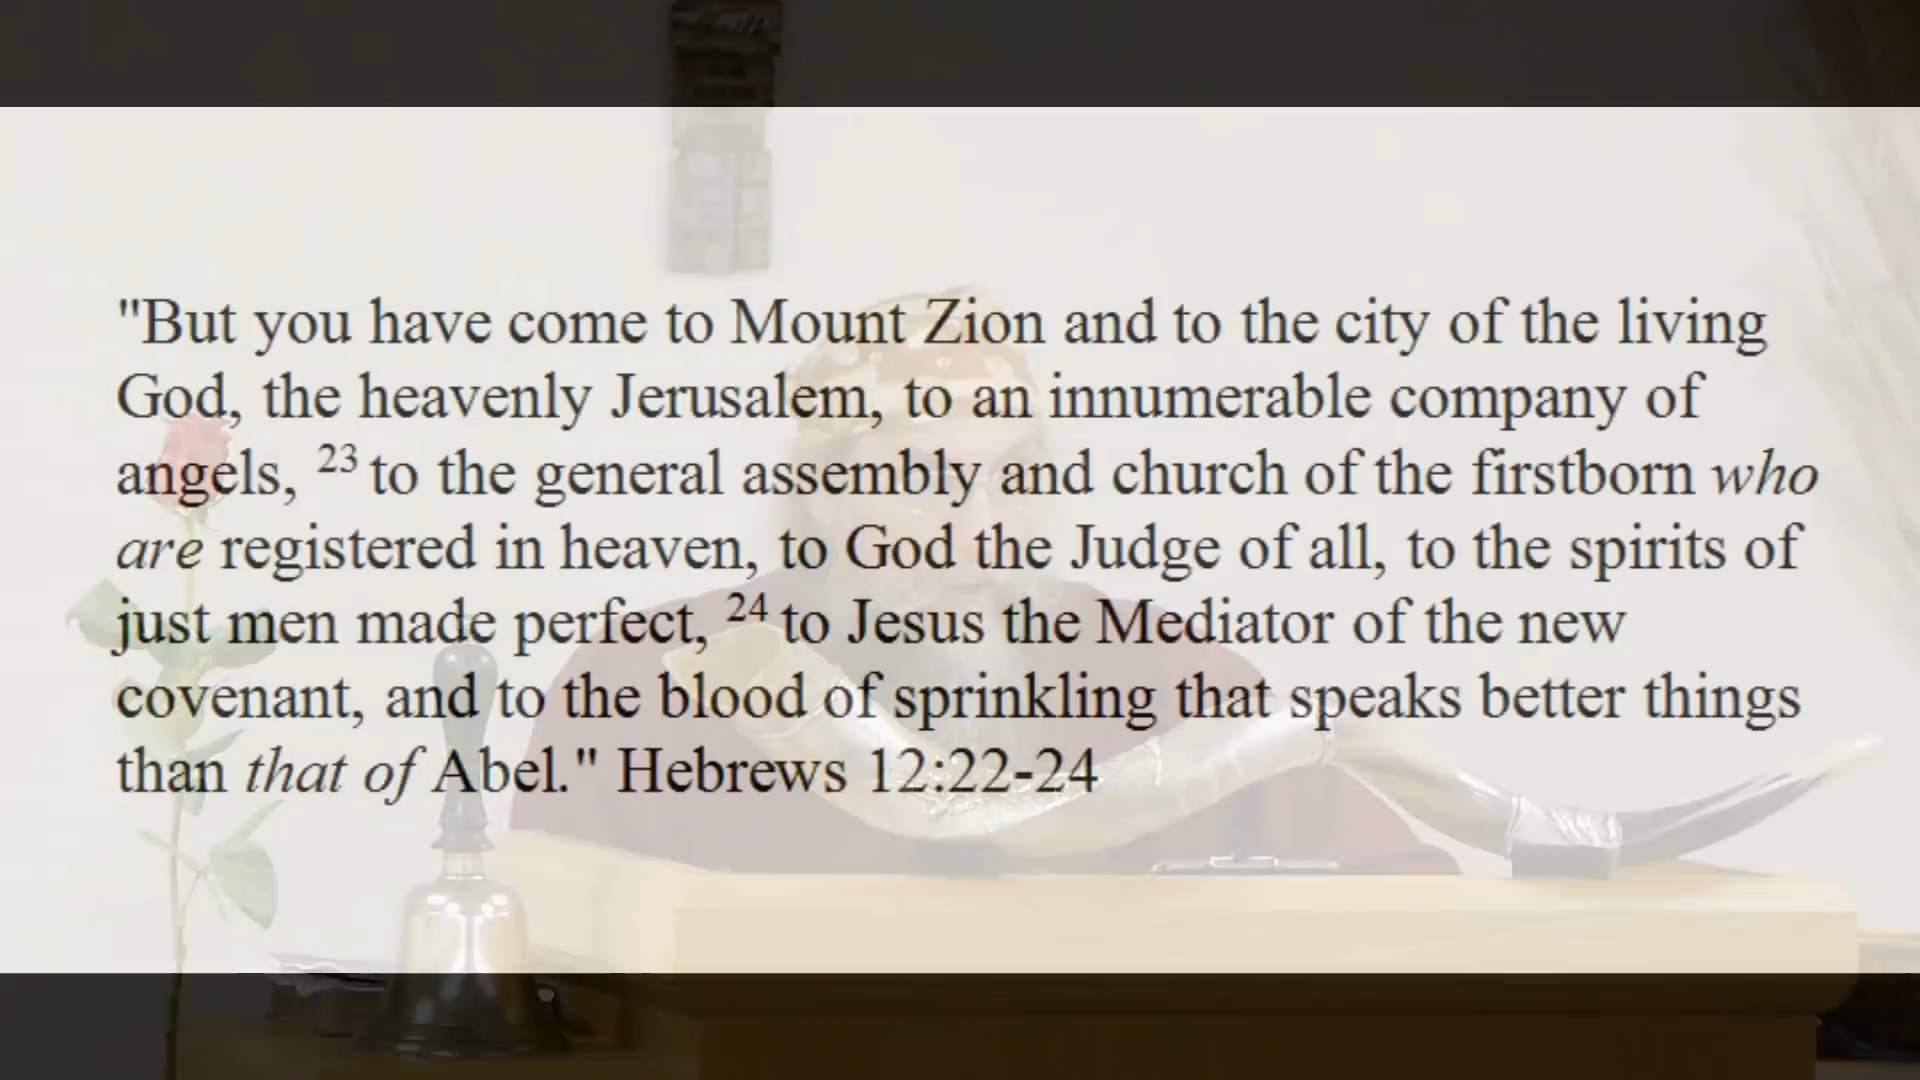 "But you have come to Mount Zion and to the city of the living
God, the heavenly Jerusalem, to an innumerable company of
angels, 23 to the general assembly and church of the firstborn who
are registered in heaven, to God the Judge of all, to the spirits of
just men made perfect, 24 to Jesus the Mediator of the new
covenant, and to the blood of sprinkling that speaks better things
than that of Abel." Hebrews 12:22-24